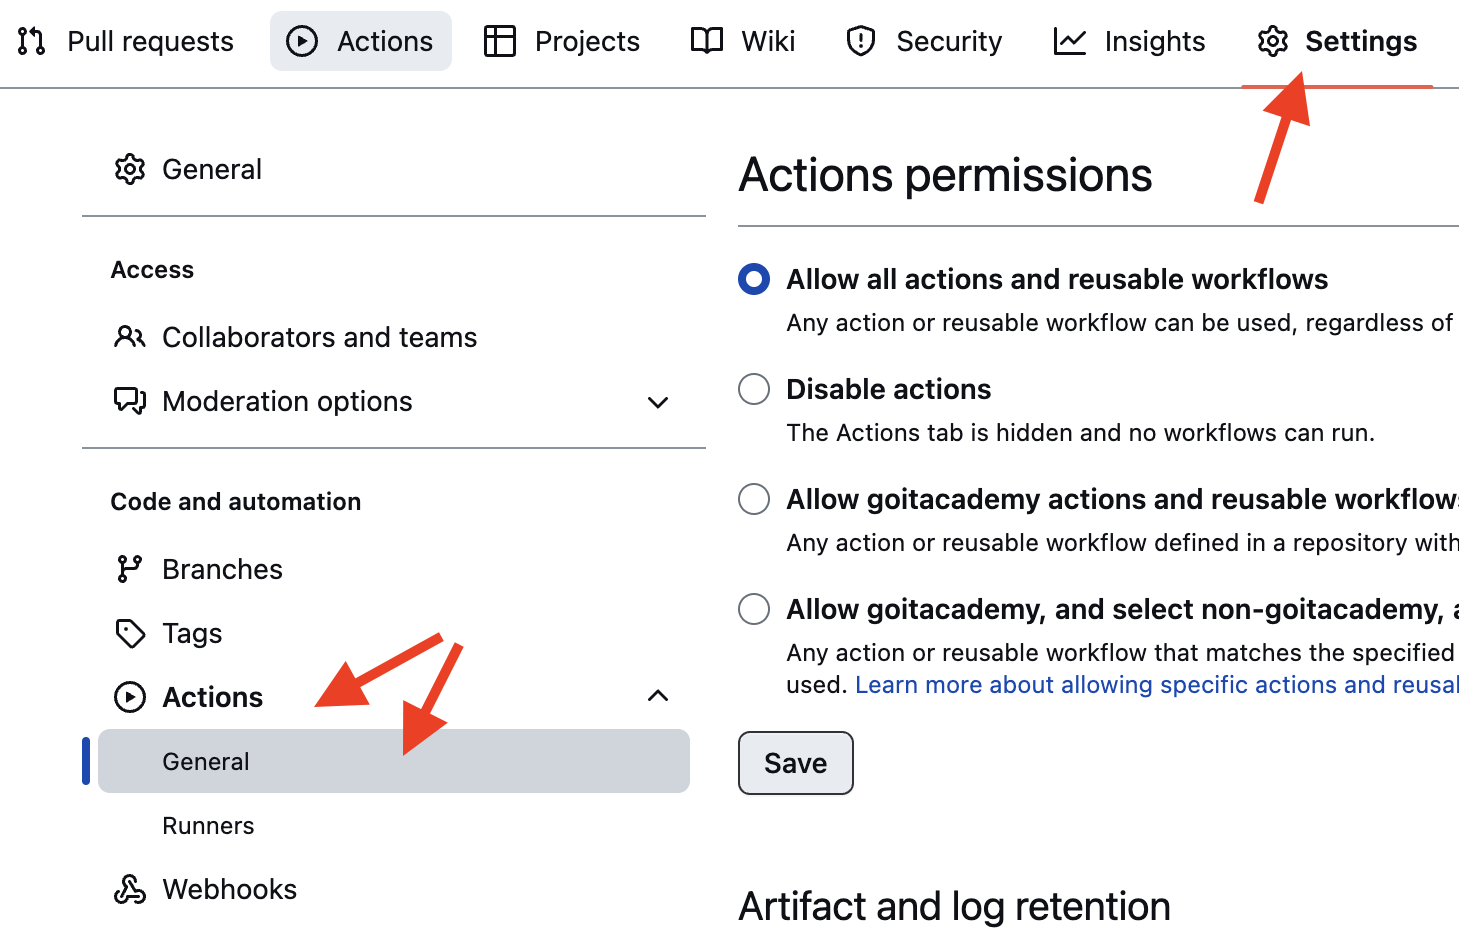 Pull requests
Actions
Projects
Wiki
Security
Insights
Settings
General
Access
Collaborators and teams
Moderation options
Code and automation
Branches
Tags
Actions
General
Runners
Webhooks
Actions permissions
Allow all actions and reusable workflows
Any action or reusable workflow can be used, regardless of
Disable actions
The Actions tab is hidden and no workflows can run.
Allow goitacademy actions and reusable workflows
Any action or reusable workflow defined in a repository with
Allow goitacademy, and select non-goitacademy,
Any action or reusable workflow that matches the specified
used. Learn more about allowing specific actions and
Save
Artifact and log retention